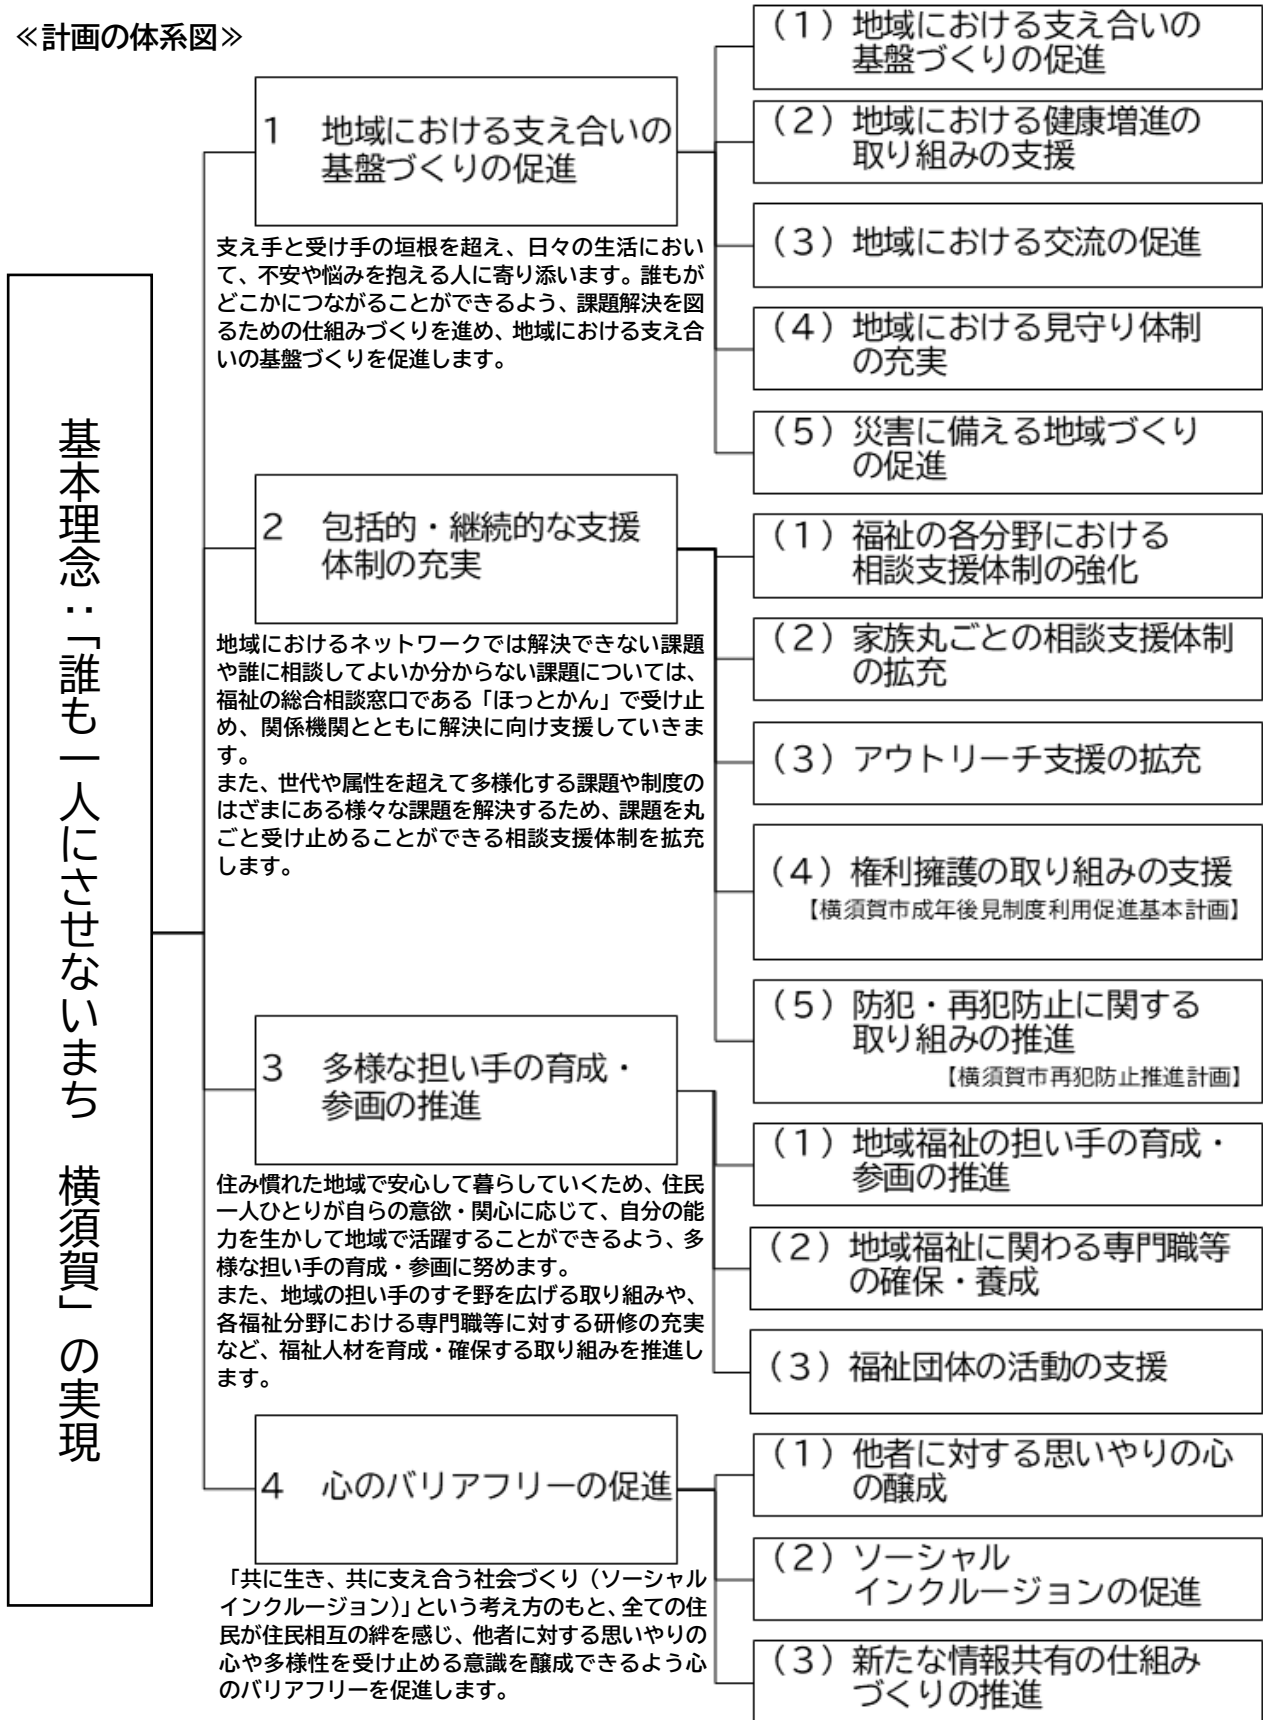 ≪計画の体系図≫
基本理念：「誰も一人にさせないまち　横須賀」の実現
1　地域における支え合いの
基盤づくりの促進
支え手と受け手の垣根を超え、日々の生活におい
て、不安や悩みを抱える人に寄り添います。誰もが
どこかにつながることができるよう、課題解決を図
るための仕組みづくりを進め、地域における支え合
いの基盤づくりを促進します。
（1）地域における支え合いの
基盤づくりの促進
（2）地域における健康増進の
取り組みの支援
（3）地域における交流の促進
（4）地域における見守り体制
の充実
（5）災害に備える地域づくり
の促進
2　包括的・継続的な支援
体制の充実
地域におけるネットワークでは解決できない課題
や誰に相談してよいか分からない課題については、
福祉の総合相談窓口である「ほっとかん」で受け止
め、関係機関とともに解決に向け支援していきま
す。
また、世代や属性を超えて多様化する課題や制度の
はざまにある様々な課題を解決するため、課題を丸
ごと受け止めることができる相談支援体制を拡充
します。
（1）福祉の各分野における
相談支援体制の強化
（2）家族丸ごとの相談支援体制
の拡充
（3）アウトリーチ支援の拡充
（4）権利擁護の取り組みの支援
【横須賀市成年後見制度利用促進基本計画】
（5）防犯・再犯防止に関する
取り組みの推進
【横須賀市再犯防止推進計画】
3　多様な担い手の育成・
参画の推進
住み慣れた地域で安心して暮らしていくため、住民
一人ひとりが自らの意欲・関心に応じて、自分の能
力を生かして地域で活躍することができるよう、多
様な担い手の育成・参画に努めます。
また、地域の担い手のすそ野を広げる取り組みや、
各福祉分野における専門職等に対する研修の充実
など、福祉人材を育成・確保する取り組みを推進し
ます。
（1）地域福祉の担い手の育成・
参画の推進
（2）地域福祉に関わる専門職等
の確保・養成
（3）福祉団体の活動の支援
4　心のバリアフリーの促進
「共に生き、共に支え合う社会づくり（ソーシャル
インクルージョン）」という考え方のもと、全ての住
民が住民相互の絆を感じ、他者に対する思いやりの
心や多様性を受け止める意識を醸成できるよう心
のバリアフリーを促進します。
（1）他者に対する思いやりの心
の醸成
（2）ソーシャル
インクルージョンの促進
（3）新たな情報共有の仕組み
づくりの推進